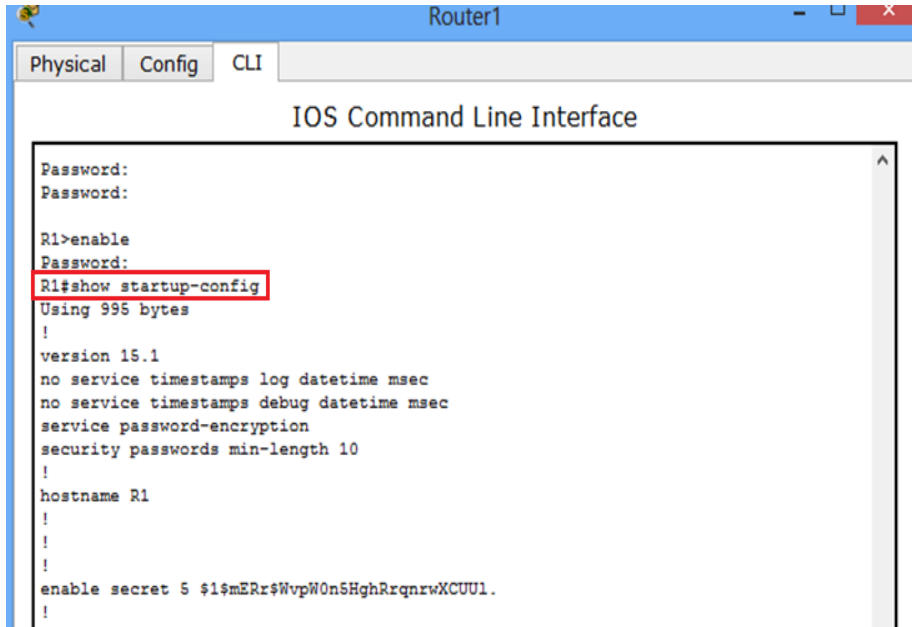 Router1
Physical Config CLI
IOS Command Line Interface
Password:
Password:
R1>enable
Password:
R1#show startup-config
Using 995 bytes
!
version 15.1
no service timestamps log datetime msec
no service timestamps debug datetime msec
service password-encryption
security passwords min-length 10
!
hostname R1
!
!
!
enable secret 5 $1$mERr$WvpW0n5HghRrqnrwXCUUl.
!